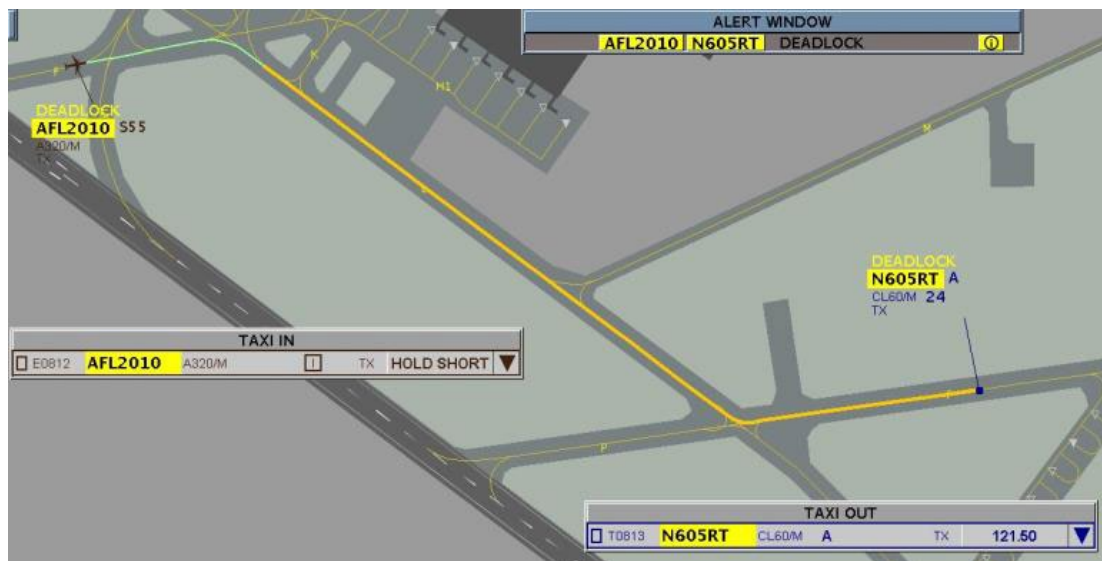 ALERT WINDOW
AFL2010 N605RT DEADLOCK
F
K
H1
M
DEADLOCK
AFL2010 S55
A320/M
TX
L
DEADLOCK
N605RT A
CL60/M 24
TX
TAXI IN
E0812 AFL2010 A320/M I TX HOLD SHORT
P
TAXI OUT
T0813 N605RT CL60/M A TX 121.50